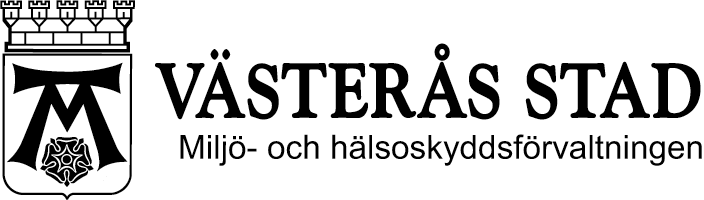 VÄSTERÅS STAD
Miljö- och hälsoskyddsförvaltningen